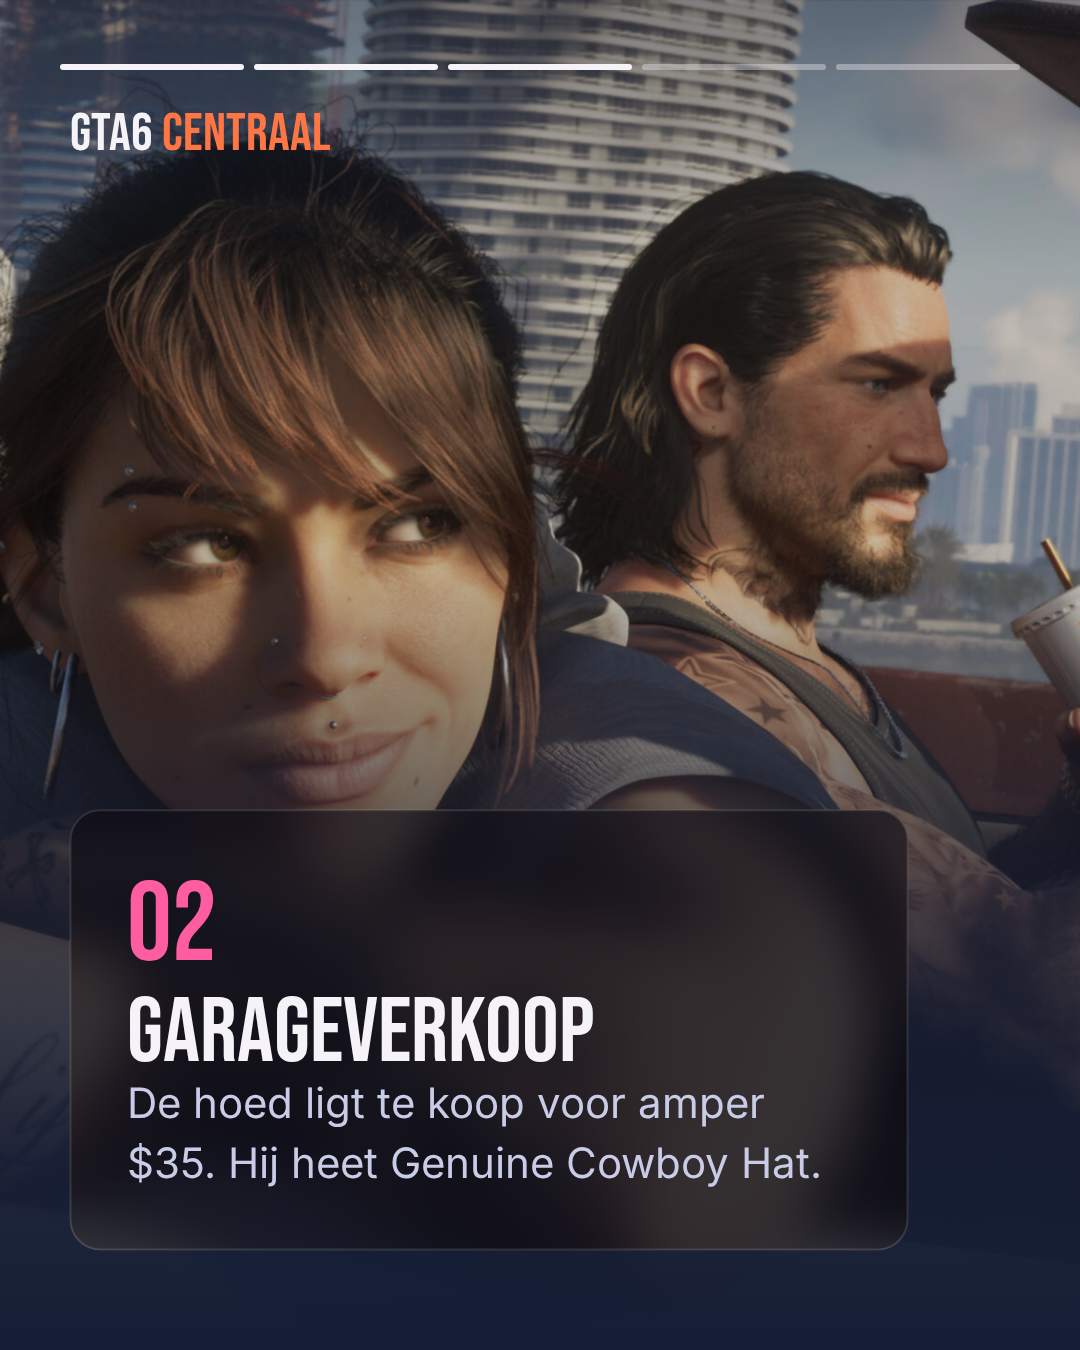 GTA6 CENTRAAL
02
GARAGEVERKOOP
De hoed ligt te koop voor amper
$35. Hij heet Genuine Cowboy Hat.